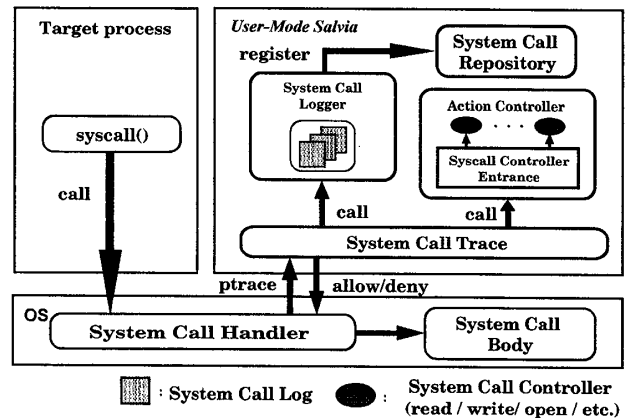 Target process
User-Mode Salvia
register
System Call
Repository
System Call
Logger
Action Controller
. . .
Syscall Controller
Entrance
syscall()
call
call
call
System Call Trace
ptrace
allow/deny
OS
System Call Handler
System Call
Body
: System Call Log
: System Call Controller
(read / write/ open / etc.)